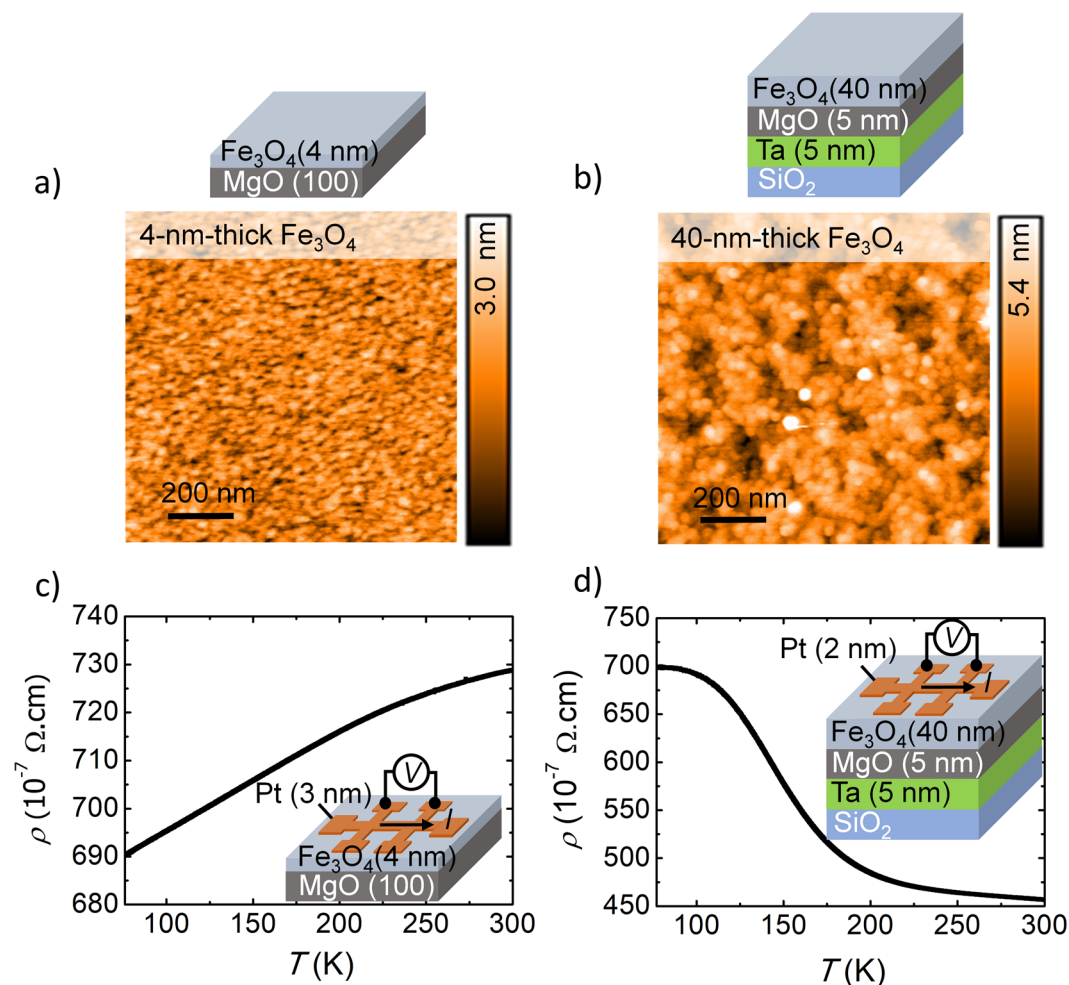 a)
Fe₃O₄(4 nm)
MgO (100)
b)
Fe₃O₄(40 nm)
MgO (5 nm)
Ta (5 nm)
SiO₂
4-nm-thick Fe₃O₄
200 nm
3.0 nm
40-nm-thick Fe₃O₄
200 nm
5.4 nm
c)
740
730
720
710
700
690
680
ρ (10⁻⁷ Ω.cm)
100 150 200 250 300
T (K)
V
Pt (3 nm)
I
Fe₃O₄(4 nm)
MgO (100)
d)
750
700
650
600
550
500
450
ρ (10⁻⁷ Ω.cm)
100 150 200 250 300
T (K)
V
Pt (2 nm)
I
Fe₃O₄(40 nm)
MgO (5 nm)
Ta (5 nm)
SiO₂